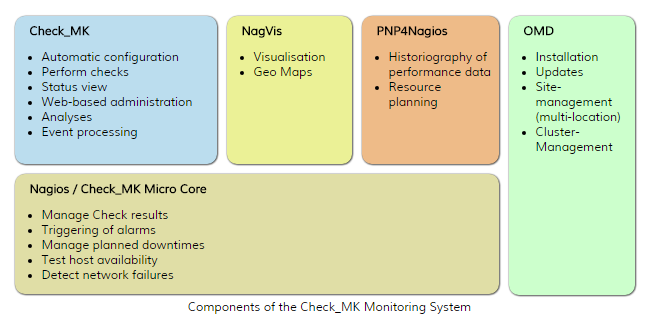 Check_MK
Automatic configuration
Perform checks
Status view
Web-based administration
Analyses
Event processing
NagVis
Visualisation
Geo Maps
PNP4Nagios
Historiography of
performance data
Resource
planning
OMD
Installation
Updates
Site-
management
(multi-location)
Cluster-
Management
Nagios / Check_MK Micro Core
Manage Check results
Triggering of alarms
Manage planned downtimes
Test host availability
Detect network failures
Components of the Check_MK Monitoring System